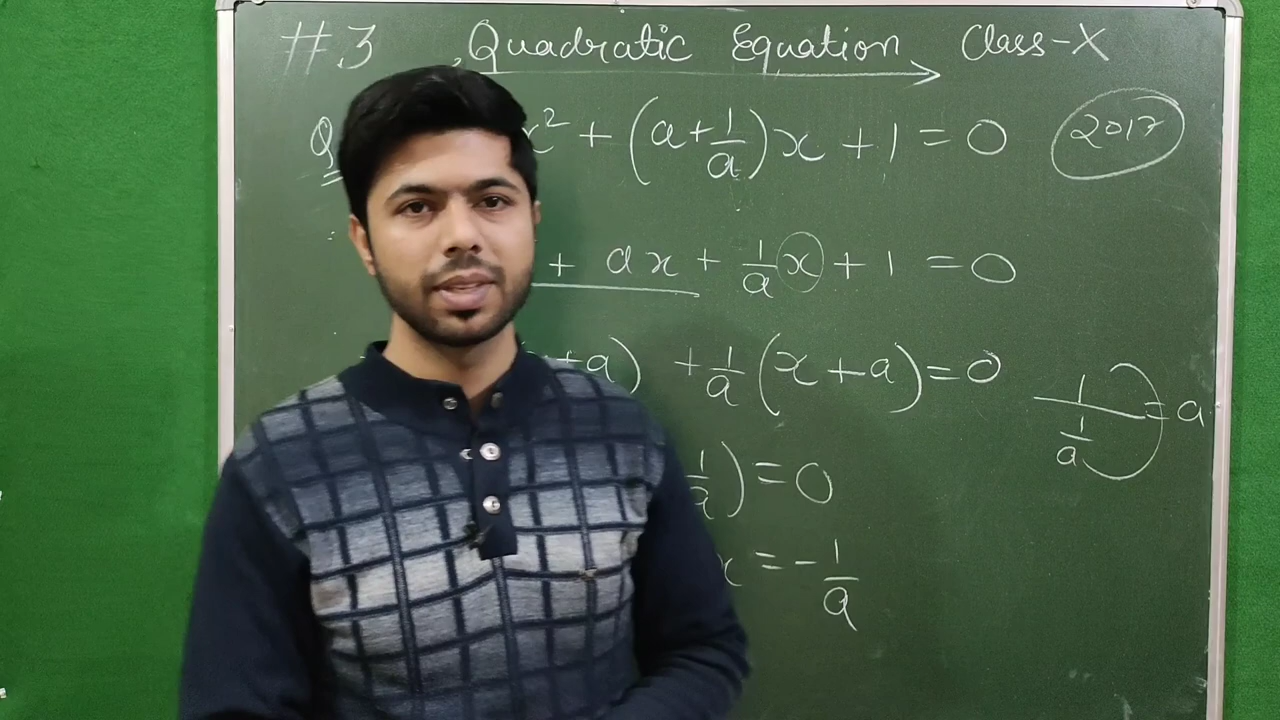 #3 Quadratic Equation Class-X
Q x² + (a+1/a)x + 1 = 0 2017
+ ax + 1/a x + 1 = 0
+a) + 1/a (x+a) = 0
1/(1/a) = a
1/a) = 0
x = - 1/a